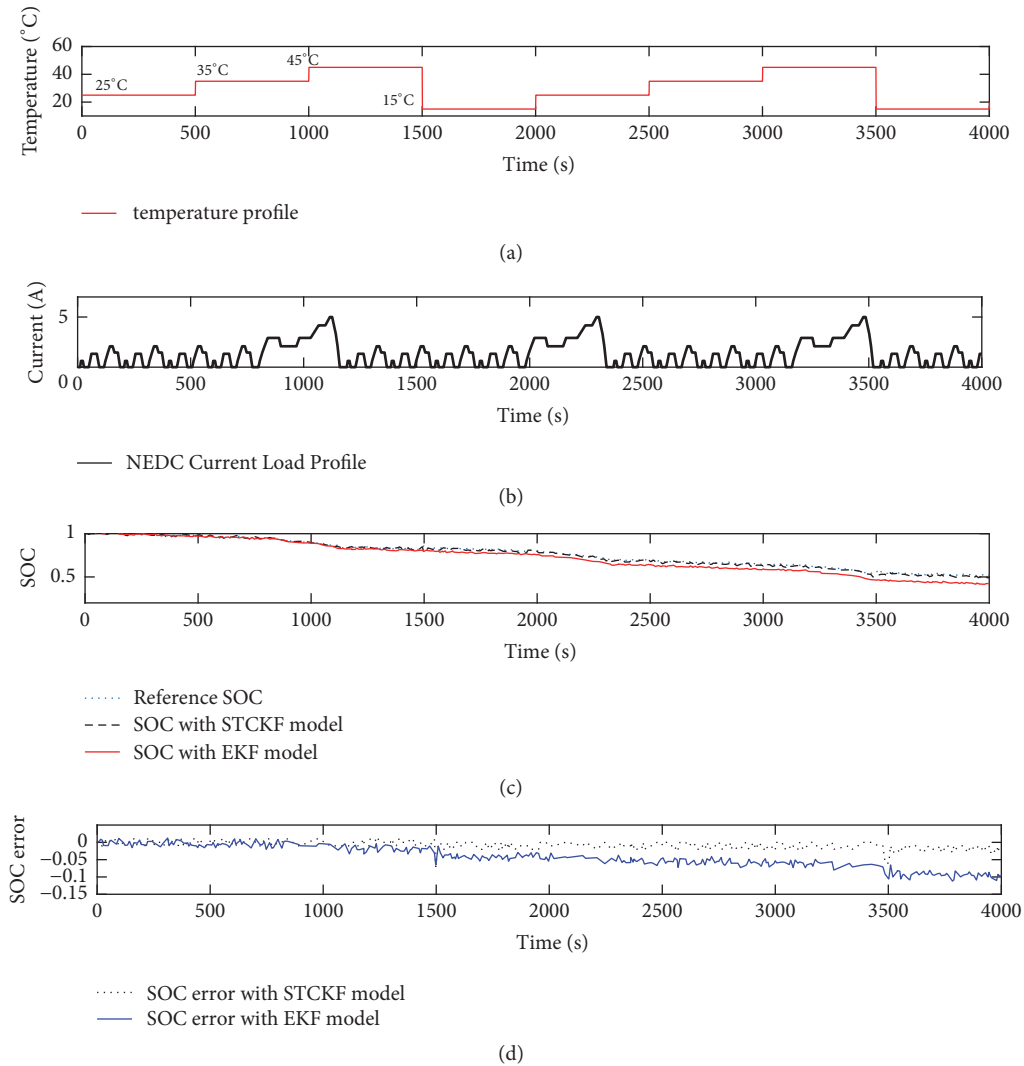 Temperature (°C)
60
40
20
25°C
35°C
45°C
15°C
0 500 1000 1500 2000 2500 3000 3500 4000
Time (s)
temperature profile
(a)
Current (A)
5
0
0 500 1000 1500 2000 2500 3000 3500 4000
Time (s)
NEDC Current Load Profile
(b)
SOC
1
0.5
0 500 1000 1500 2000 2500 3000 3500 4000
Time (s)
Reference SOC
SOC with STCKF model
SOC with EKF model
(c)
SOC error
0
−0.05
−0.1
−0.15
0 500 1000 1500 2000 2500 3000 3500 4000
Time (s)
SOC error with STCKF model
SOC error with EKF model
(d)